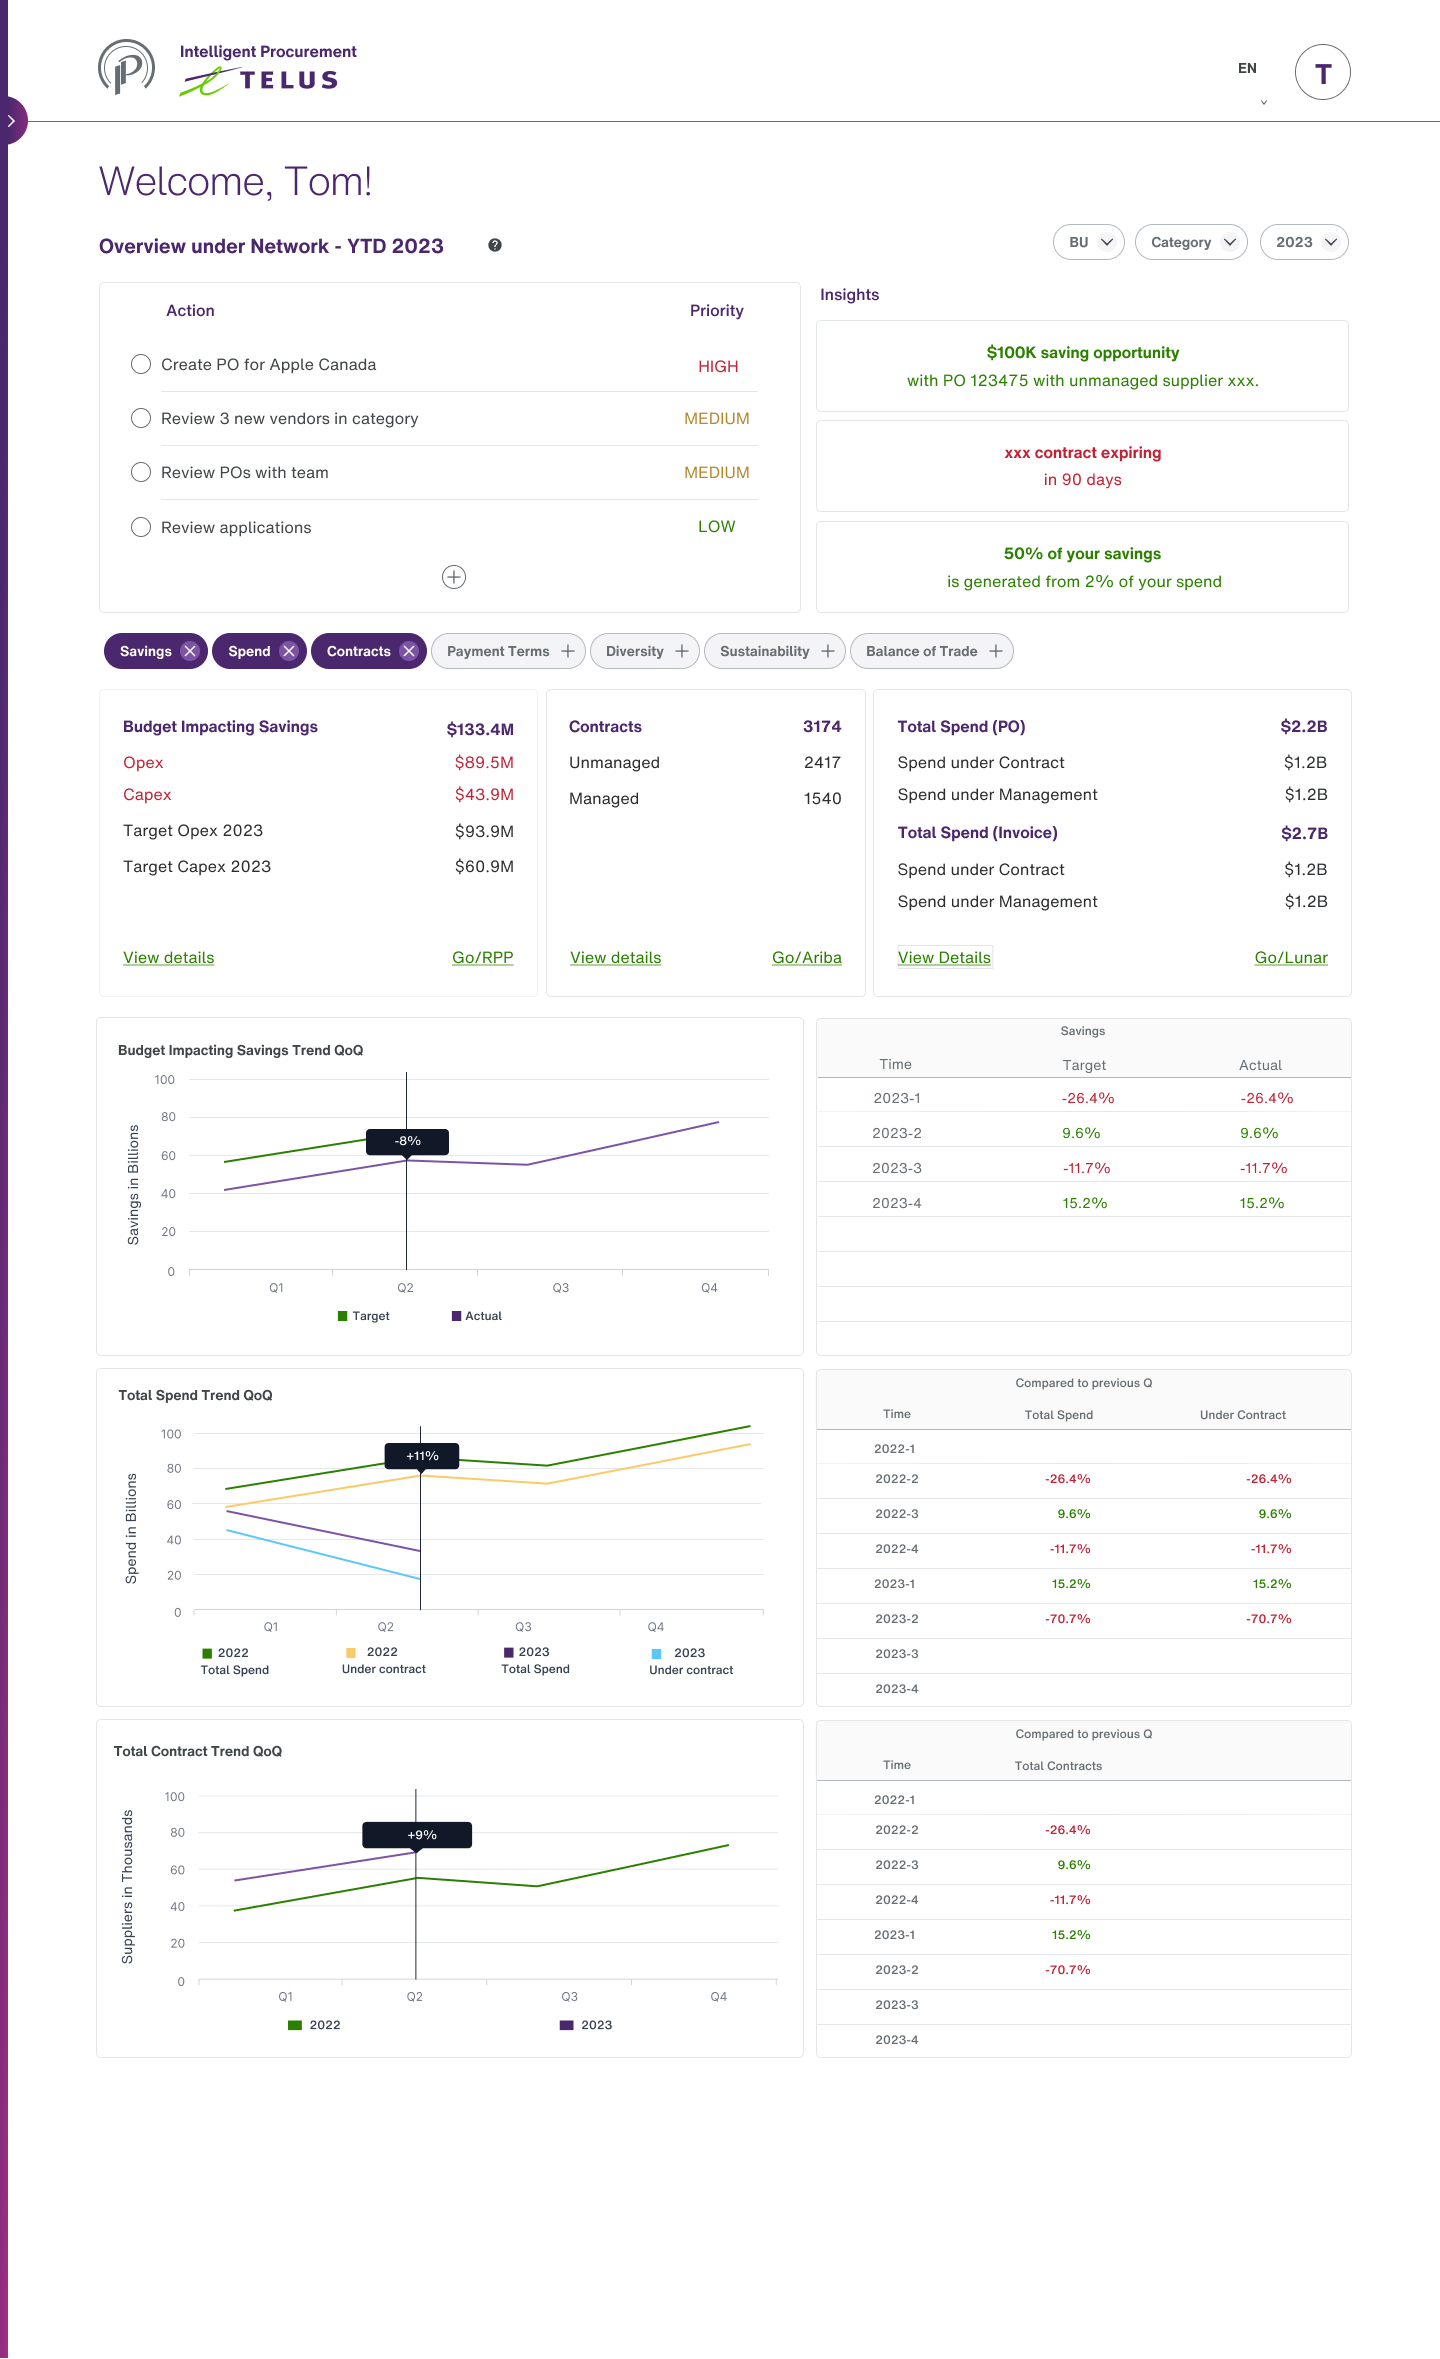 Intelligent Procurement
TELUS
EN
T
Welcome, Tom!
Overview under Network - YTD 2023
?
BU
Category
2023
Action Priority
Create PO for Apple Canada HIGH
Review 3 new vendors in category MEDIUM
Review POs with team MEDIUM
Review applications LOW
Insights
$100K saving opportunity
with PO 123475 with unmanaged supplier xxx.
xxx contract expiring
in 90 days
50% of your savings
is generated from 2% of your spend
Savings Spend Contracts Payment Terms Diversity Sustainability Balance of Trade
Budget Impacting Savings $133.4M
Opex $89.5M
Capex $43.9M
Target Opex 2023 $93.9M
Target Capex 2023 $60.9M
View details Go/RPP
Contracts 3174
Unmanaged 2417
Managed 1540
View details Go/Ariba
Total Spend (PO) $2.2B
Spend under Contract $1.2B
Spend under Management $1.2B
Total Spend (Invoice) $2.7B
Spend under Contract $1.2B
Spend under Management $1.2B
View Details Go/Lunar
Budget Impacting Savings Trend QoQ
Savings in Billions
100
80
60
40
20
0
-8%
Q1 Q2 Q3 Q4
Target Actual
Savings
Time Target Actual
2023-1 -26.4% -26.4%
2023-2 9.6% 9.6%
2023-3 -11.7% -11.7%
2023-4 15.2% 15.2%
Total Spend Trend QoQ
Spend in Billions
100
80
60
40
20
0
+11%
Q1 Q2 Q3 Q4
2022 2022 2023 2023
Total Spend Under contract Total Spend Under contract
Compared to previous Q
Time Total Spend Under Contract
2022-1
2022-2 -26.4% -26.4%
2022-3 9.6% 9.6%
2022-4 -11.7% -11.7%
2023-1 15.2% 15.2%
2023-2 -70.7% -70.7%
2023-3
2023-4
Total Contract Trend QoQ
Suppliers in Thousands
100
80
60
40
20
0
+9%
Q1 Q2 Q3 Q4
2022 2023
Compared to previous Q
Time Total Contracts
2022-1
2022-2 -26.4%
2022-3 9.6%
2022-4 -11.7%
2023-1 15.2%
2023-2 -70.7%
2023-3
2023-4